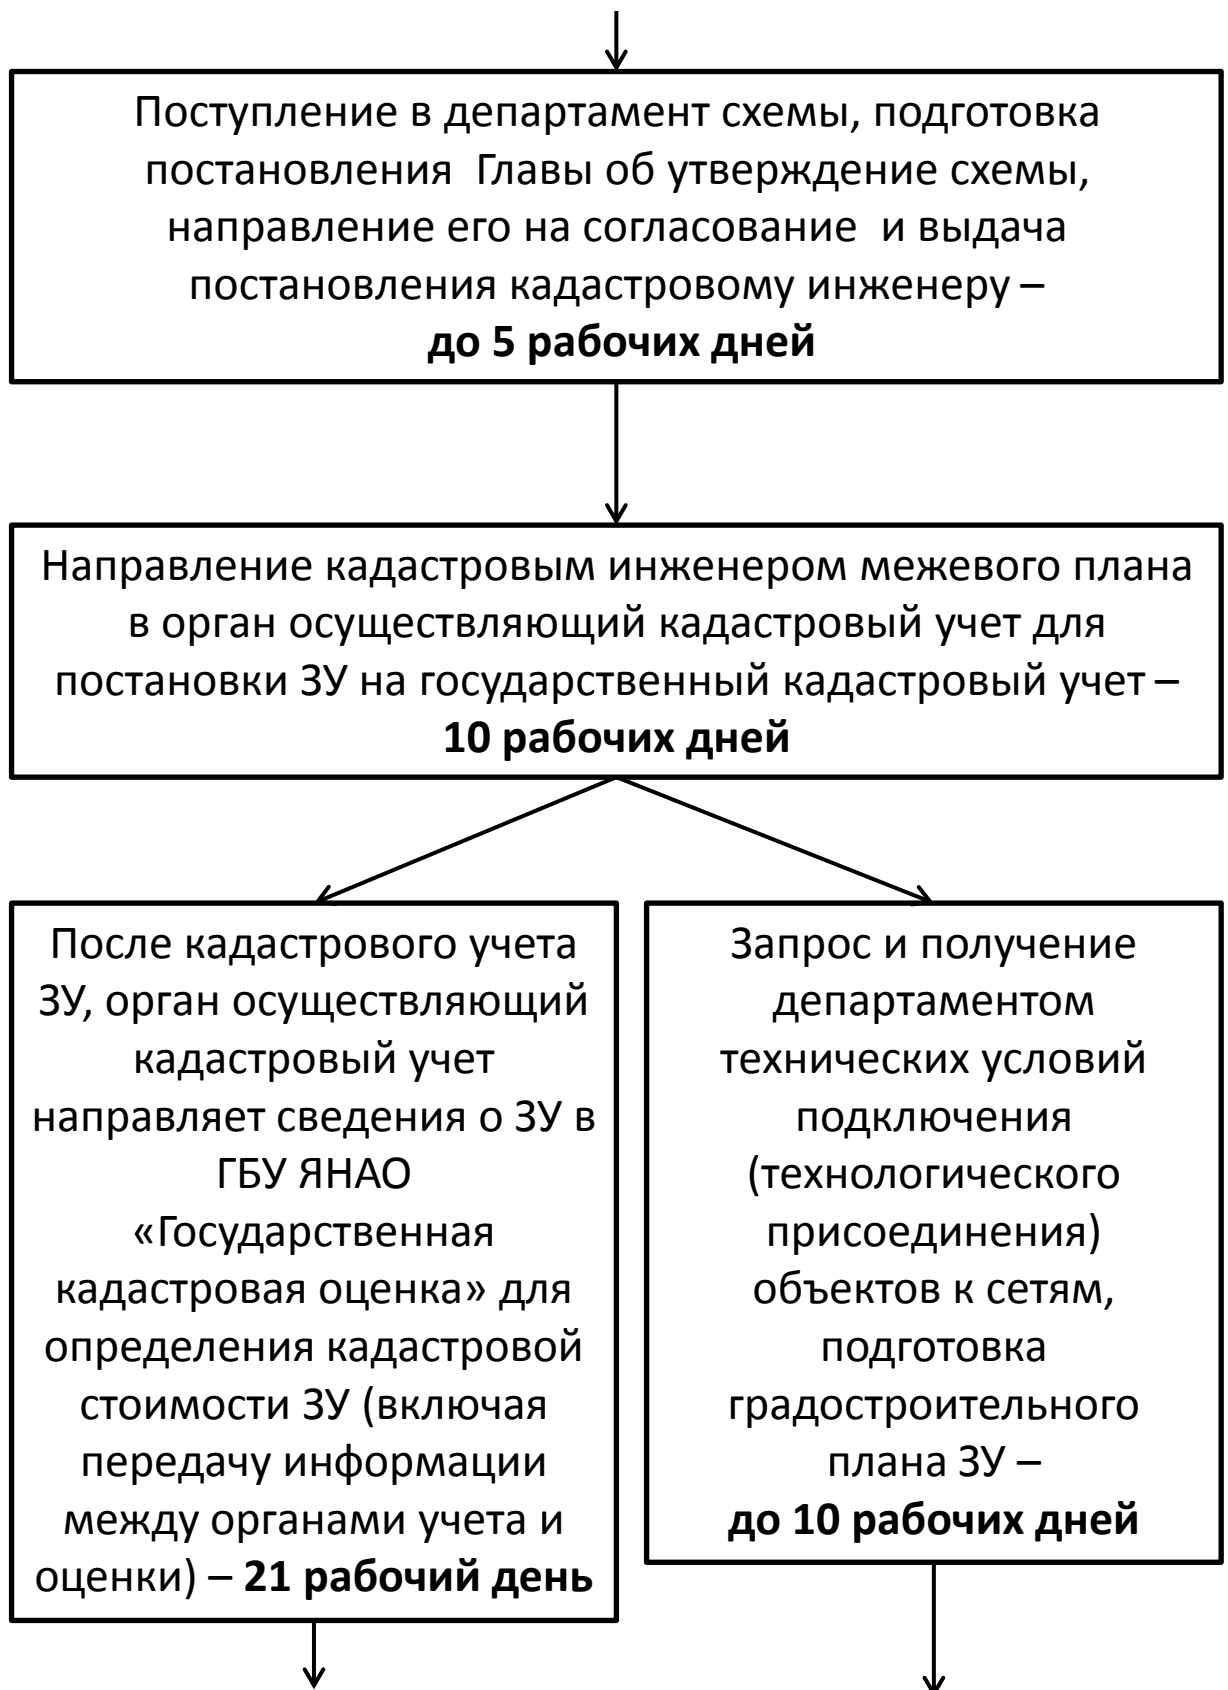 Поступление в департамент схемы, подготовка
постановления  Главы об утверждение схемы,
направление его на согласование  и выдача
постановления кадастровому инженеру –
до 5 рабочих дней
Направление кадастровым инженером межевого плана
в орган осуществляющий кадастровый учет для
постановки ЗУ на государственный кадастровый учет –
10 рабочих дней
После кадастрового учета
ЗУ, орган осуществляющий
кадастровый учет
направляет сведения о ЗУ в
ГБУ ЯНАО
«Государственная
кадастровая оценка» для
определения кадастровой
стоимости ЗУ (включая
передачу информации
между органами учета и
оценки) – 21 рабочий день
Запрос и получение
департаментом
технических условий
подключения
(технологического
присоединения)
объектов к сетям,
подготовка
градостроительного
плана ЗУ –
до 10 рабочих дней